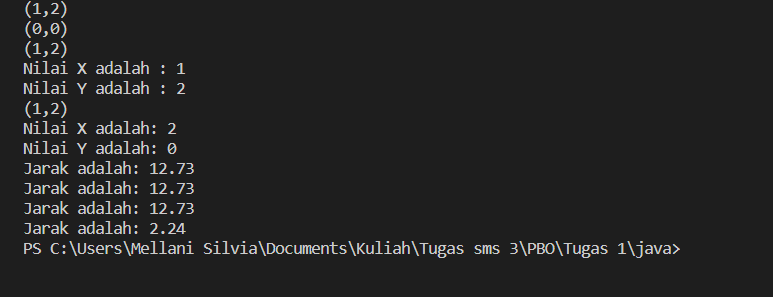 (1,2)
(0,0)
(1,2)
Nilai X adalah : 1
Nilai Y adalah : 2
(1,2)
Nilai X adalah: 2
Nilai Y adalah: 0
Jarak adalah: 12.73
Jarak adalah: 12.73
Jarak adalah: 12.73
Jarak adalah: 2.24
PS C:\Users\Mellani Silvia\Documents\Kuliah\Tugas sms 3\PBO\Tugas 1\java>